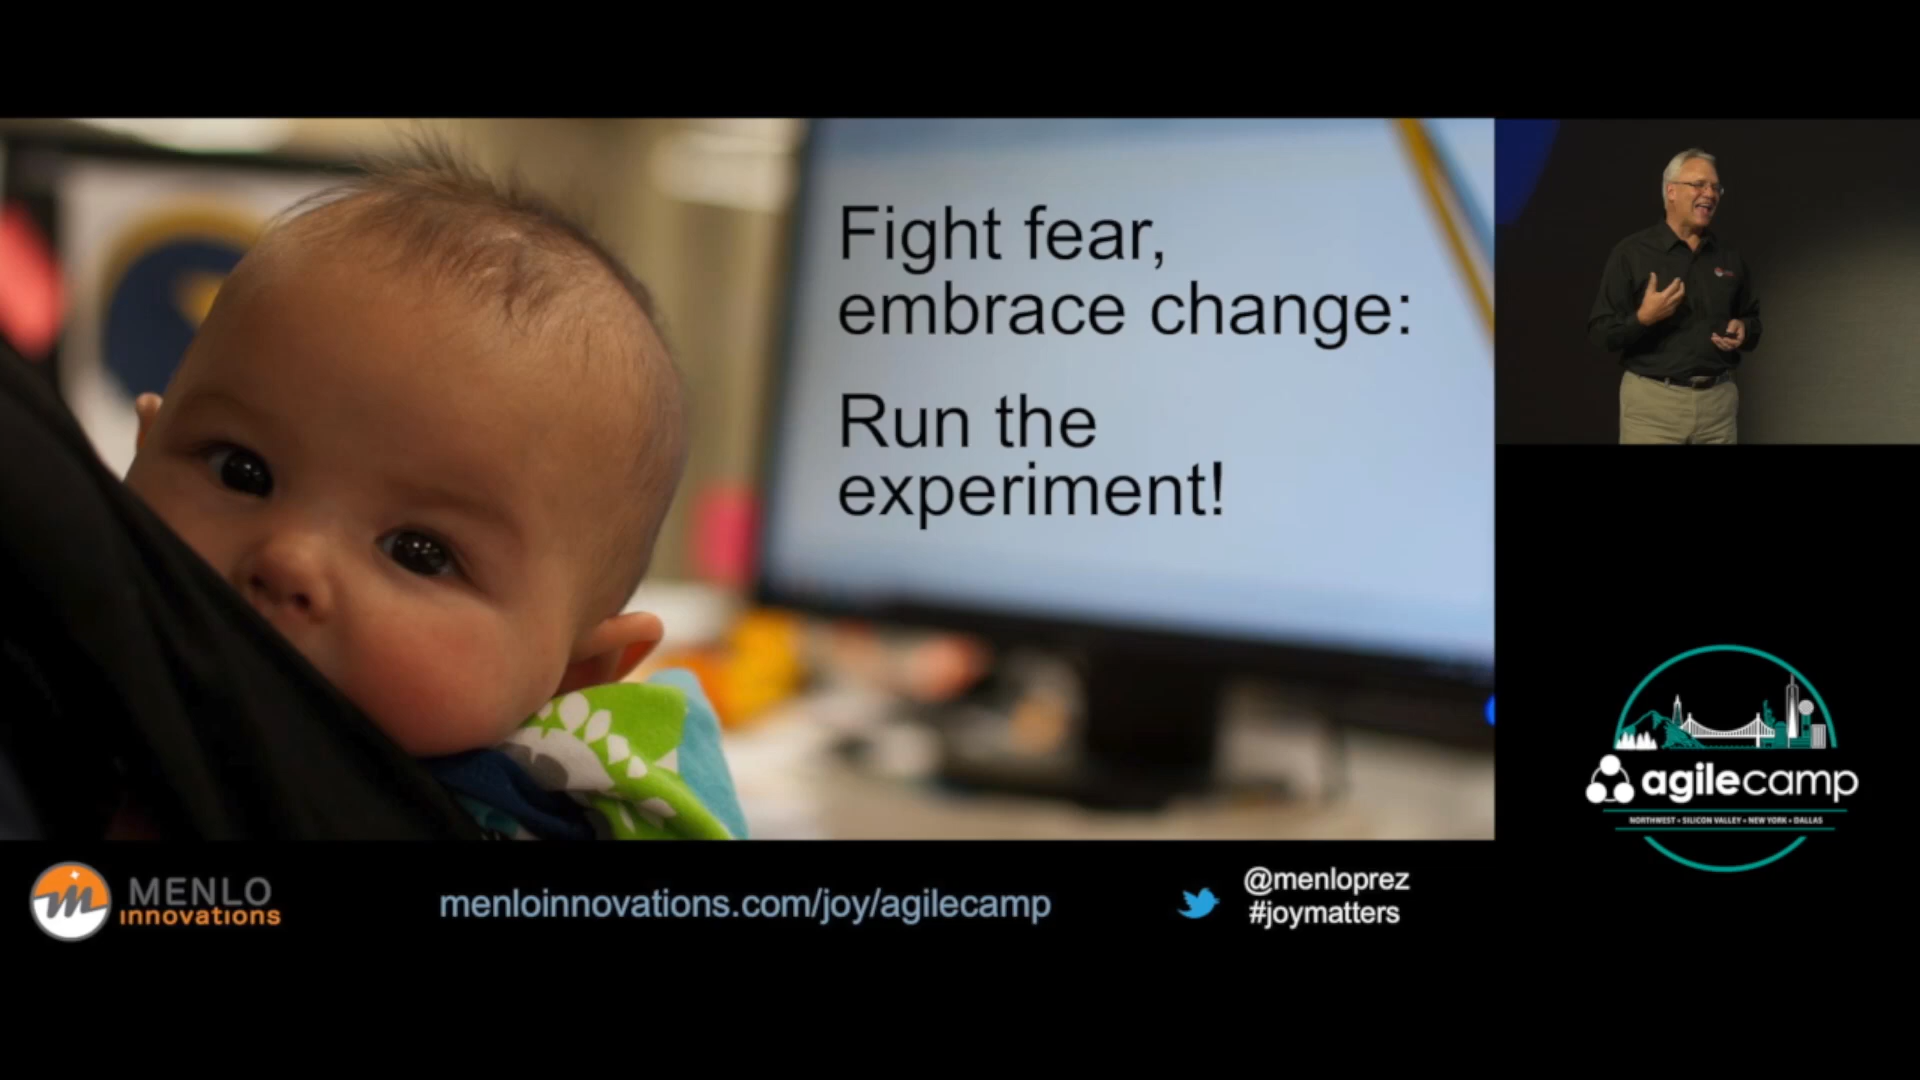 Fight fear,
embrace change:
Run the
experiment!
MENLO
innovations
menloinnovations.com/joy/agilecamp
@menloprez
#joymatters
agilecamp
NORTHWEST • SILICON VALLEY • NEW YORK • DALLAS